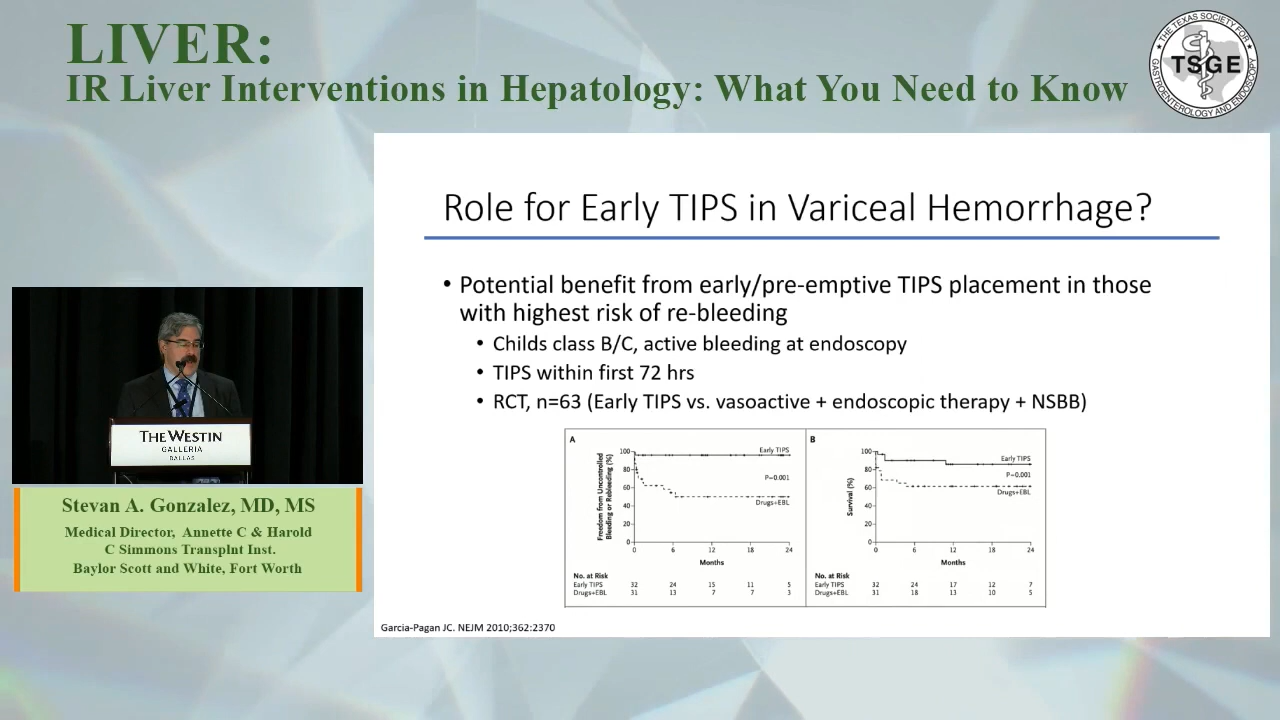 LIVER:
IR Liver Interventions in Hepatology: What You Need to Know
THE TEXAS SOCIETY FOR
TSGE
GASTROENTEROLOGY AND ENDOSCOPY
Role for Early TIPS in Variceal Hemorrhage?
• Potential benefit from early/pre-emptive TIPS placement in those
with highest risk of re-bleeding
• Childs class B/C, active bleeding at endoscopy
• TIPS within first 72 hrs
• RCT, n=63 (Early TIPS vs. vasoactive + endoscopic therapy + NSBB)
A
Freedom from Uncontrolled
Bleeding or Rebleeding (%)
100
80
60
40
20
0
Early TIPS
P=0.001
Drugs+EBL
0 6 12 18 24
Months
No. at Risk
Early TIPS 32 24 15 11 5
Drugs+EBL 31 13 7 7 3
B
Survival (%)
100
80
60
40
20
0
Early TIPS
P=0.001
Drugs+EBL
0 6 12 18 24
Months
No. at Risk
Early TIPS 32 24 17 12 7
Drugs+EBL 31 18 13 10 5
Garcia-Pagan JC. NEJM 2010;362:2370
THE WESTIN
GALLERIA
DALLAS
Stevan A. Gonzalez, MD, MS
Medical Director, Annette C & Harold
C Simmons Transplnt Inst.
Baylor Scott and White, Fort Worth